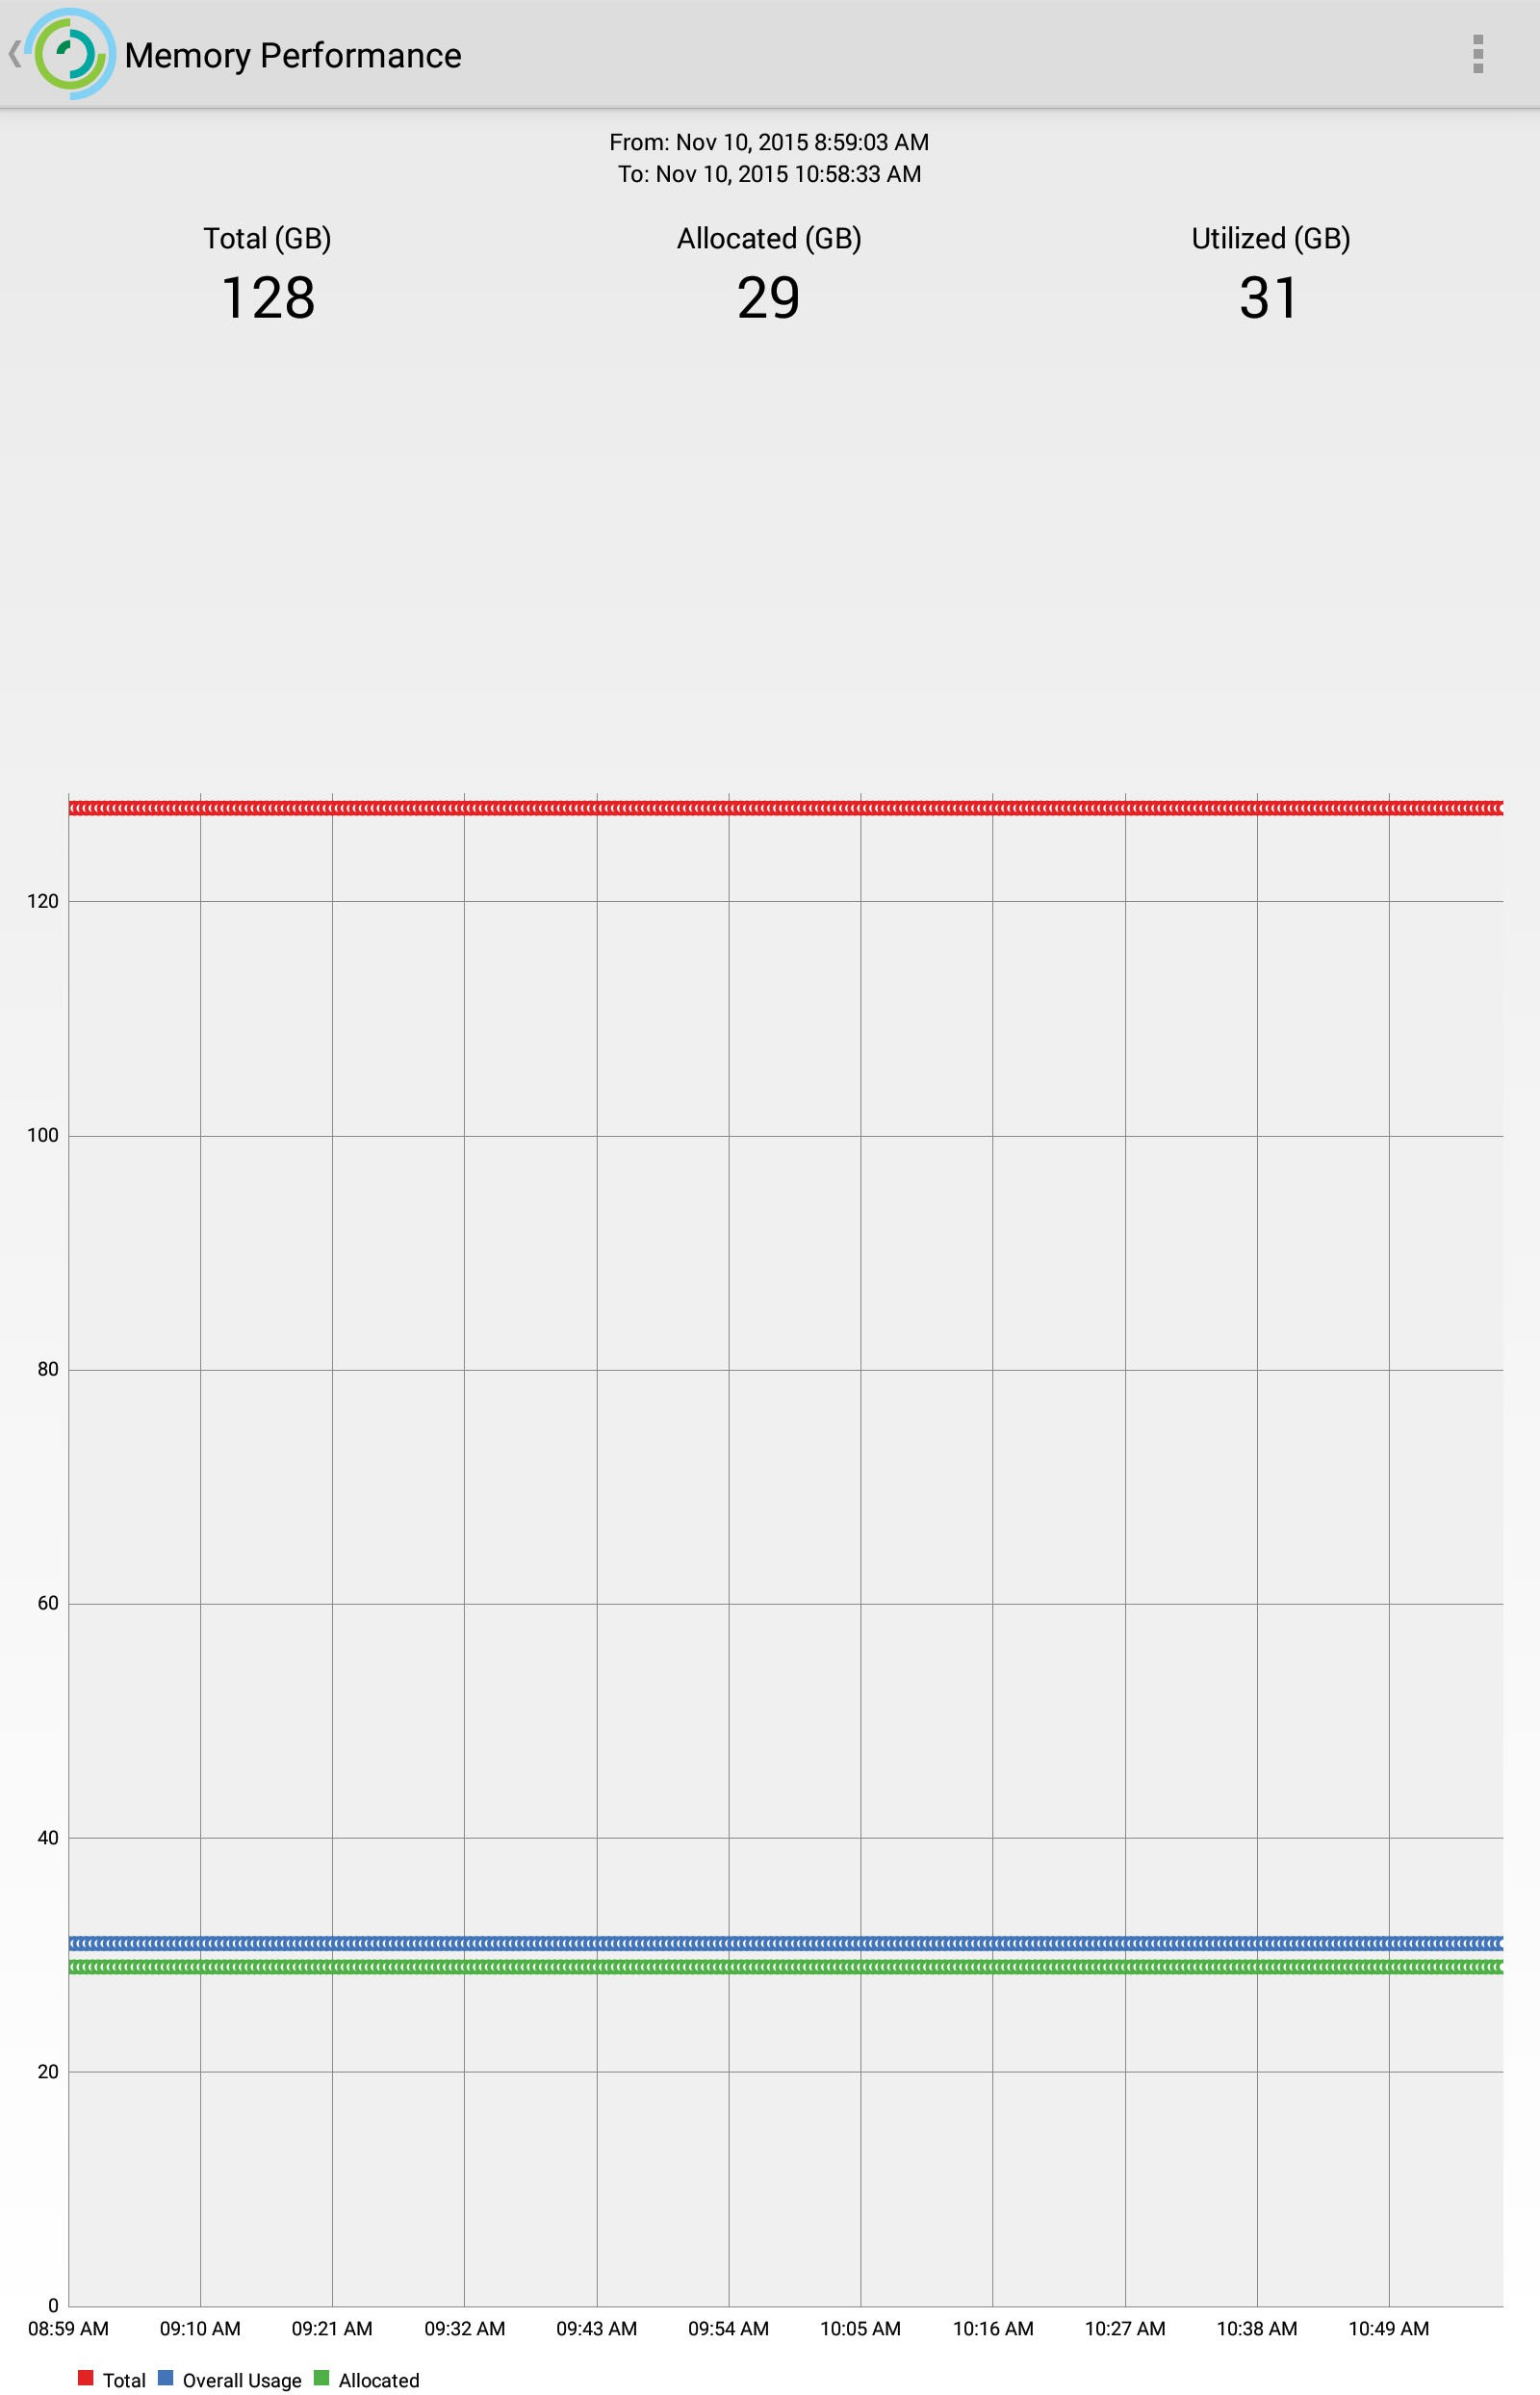 Memory Performance
From: Nov 10, 2015 8:59:03 AM
To: Nov 10, 2015 10:58:33 AM
Total (GB) Allocated (GB) Utilized (GB)
128 29 31
120
100
80
60
40
20
0
08:59 AM 09:10 AM 09:21 AM 09:32 AM 09:43 AM 09:54 AM 10:05 AM 10:16 AM 10:27 AM 10:38 AM 10:49 AM
Total Overall Usage Allocated